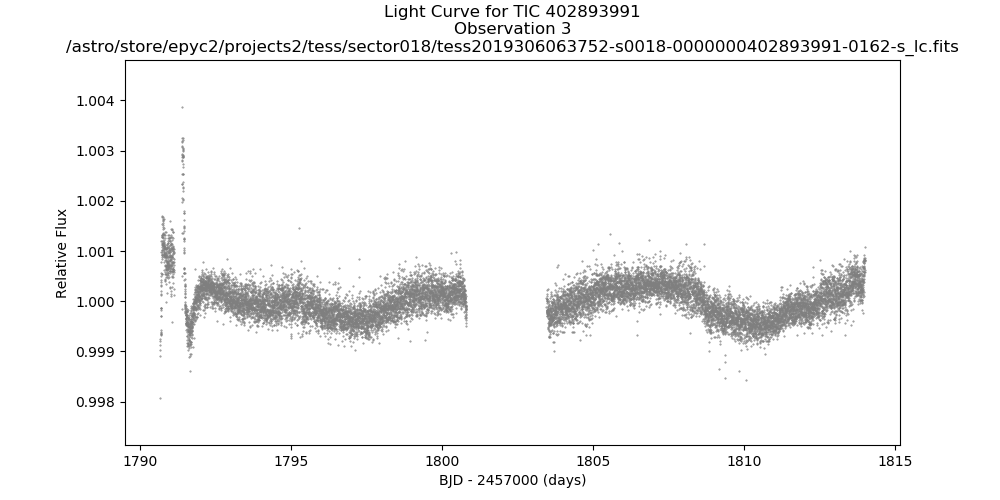 Light Curve for TIC 402893991
Observation 3
/astro/store/epyc2/projects2/tess/sector018/tess2019306063752-s0018-0000000402893991-0162-s_lc.fits
1.004
1.003
1.002
1.001
1.000
0.999
0.998
Relative Flux
1790
1795
1800
1805
1810
1815
BJD - 2457000 (days)